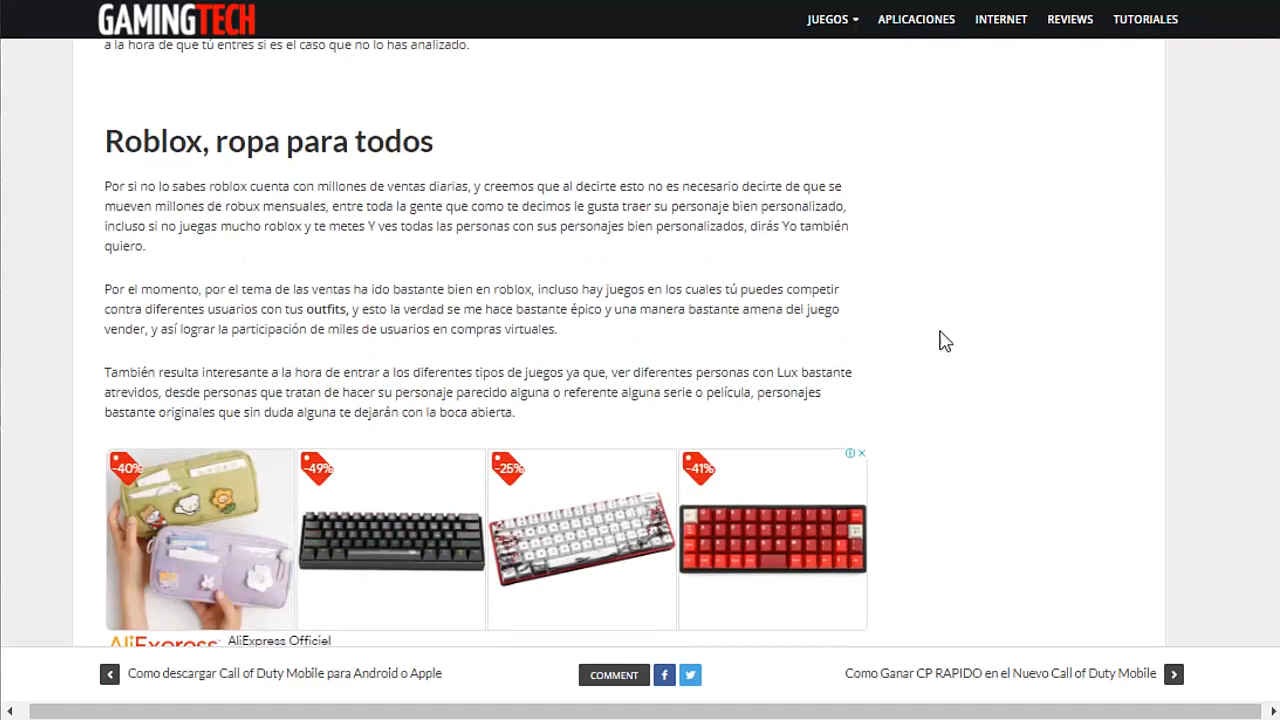 GAMINGTECH
JUEGOS
APLICACIONES
INTERNET
REVIEWS
TUTORIALES
a la hora de que tú entres si es el caso que no lo has analizado.
Roblox, ropa para todos
Por si no lo sabes roblox cuenta con millones de ventas diarias, y creemos que al decirte esto no es necesario decirte de que se
mueven millones de robux mensuales, entre toda la gente que como te decimos le gusta traer su personaje bien personalizado,
incluso si no juegas mucho roblox y te metes Y ves todas las personas con sus personajes bien personalizados, dirás Yo también
quiero.
Por el momento, por el tema de las ventas ha ido bastante bien en roblox, incluso hay juegos en los cuales tú puedes competir
contra diferentes usuarios con tus outfits, y esto la verdad se me hace bastante épico y una manera bastante amena del juego
vender, y así lograr la participación de miles de usuarios en compras virtuales.
También resulta interesante a la hora de entrar a los diferentes tipos de juegos ya que, ver diferentes personas con Lux bastante
atrevidos, desde personas que tratan de hacer su personaje parecido alguna o referente alguna serie o película, personajes
bastante originales que sin duda alguna te dejarán con la boca abierta.
-40%
-49%
-25%
-41%
AliExpress
AliExpress Officiel
Como descargar Call of Duty Mobile para Android o Apple
COMMENT
Como Ganar CP RAPIDO en el Nuevo Call of Duty Mobile